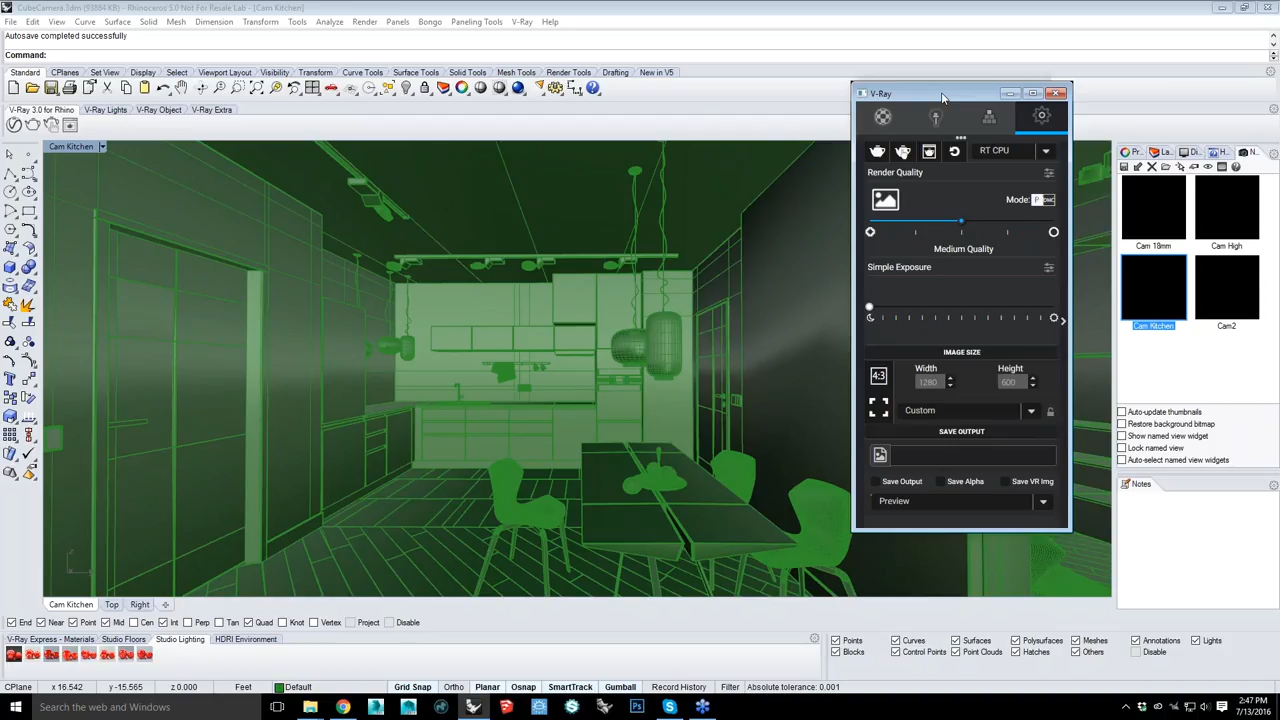 CubeCamera.3dm (93884 KB) - Rhinoceros 5.0 Not For Resale Lab - [Cam Kitchen]
File Edit View Curve Surface Solid Mesh Dimension Transform Tools Analyze Render Panels Bongo Paneling Tools V-Ray Help
Autosave completed successfully
Command:
Standard CPlanes Set View Display Select Viewport Layout Visibility Transform Curve Tools Surface Tools Solid Tools Mesh Tools Render Tools Drafting New in V5
V-Ray 3.0 for Rhino V-Ray Lights V-Ray Object V-Ray Extra
Cam Kitchen
V-Ray
RT CPU
Render Quality
Mode: P DMC
Medium Quality
Simple Exposure
IMAGE SIZE
4:3 Width 1280 Height 600
Custom
SAVE OUTPUT
Save Output Save Alpha Save VR Img
Preview
Pr... La... Di... H... N...
Cam 18mm Cam High
Cam Kitchen Cam2
Auto-update thumbnails
Restore background bitmap
Show named view widget
Lock named view
Auto-select named view widgets
Notes
Cam Kitchen Top Right
End Near Point Mid Cen Int Perp Tan Quad Knot Vertex Project Disable
V-Ray Express - Materials Studio Floors Studio Lighting HDRI Environment
Points Curves Surfaces Polysurfaces Meshes Annotations Lights
Blocks Control Points Point Clouds Hatches Others Disable
CPlane x 16.542 y -15.565 z 0.000 Feet Default Grid Snap Ortho Planar Osnap SmartTrack Gumball Record History Filter Absolute tolerance: 0.001
Search the web and Windows
2:47 PM
7/13/2016